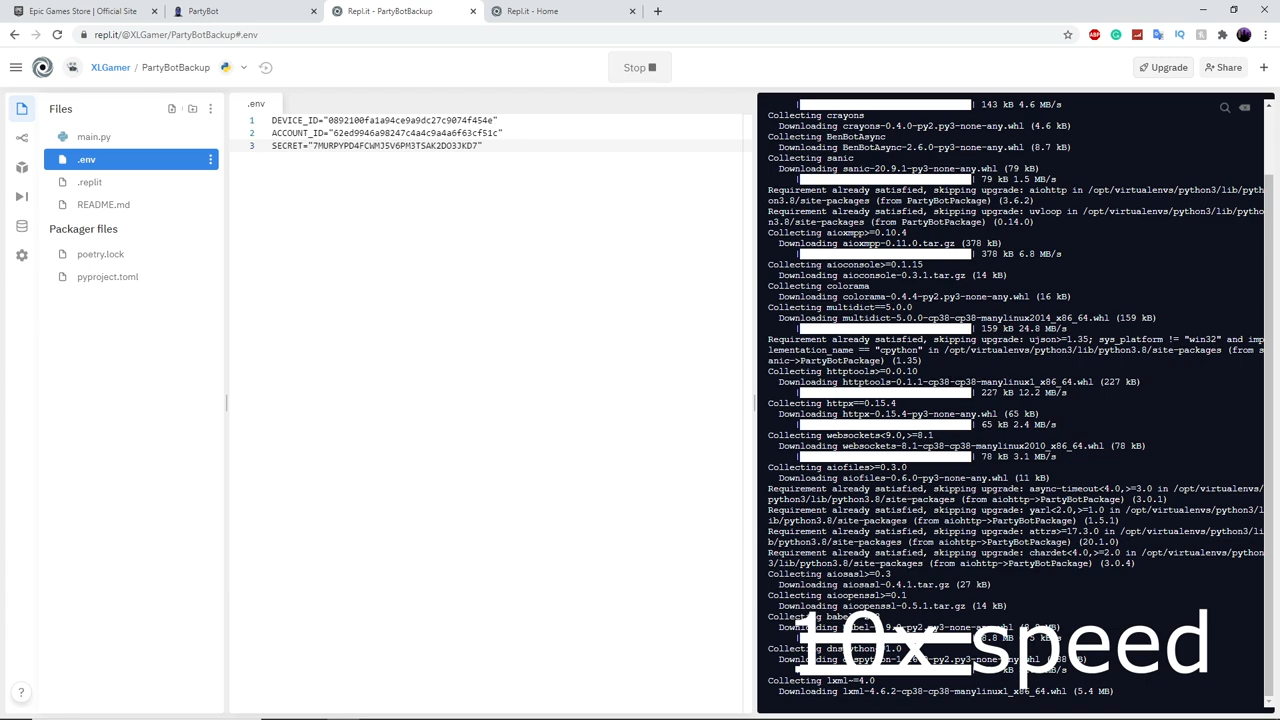 Epic Games Store | Official Site
PartyBot
Repl.it - PartyBotBackup
Repl.it - Home
repl.it/@XLGamer/PartyBotBackup#.env
XLGamer / PartyBotBackup
Stop
Upgrade
Share
Files
main.py
.env
.replit
README.md
Packager files
poetry.lock
.env
1 DEVICE_ID="0892100fa1a94ce9a9dc27c9074f454e"
2 ACCOUNT_ID="62ed9946a98247c4a4c9a4a6f63cf51c"
3 SECRET="7MURPYPD4FCWMJ5V6PM3TSAK2DO3JKD7"
| 143 kB 4.6 MB/s
Collecting crayons
Downloading crayons-0.4.0-py2.py3-none-any.whl (4.6 kB)
Collecting BenBotAsync
Downloading BenBotAsync-2.6.0-py3-none-any.whl (8.7 kB)
Collecting sanic
Downloading sanic-20.9.1-py3-none-any.whl (79 kB)
| 79 kB 1.5 MB/s
Requirement already satisfied, skipping upgrade: aiohttp in /opt/virtualenvs/python3/lib/pyth
on3.8/site-packages (from PartyBotPackage) (3.6.2)
Requirement already satisfied, skipping upgrade: uvloop in /opt/virtualenvs/python3/lib/pytho
n3.8/site-packages (from PartyBotPackage) (0.14.0)
Collecting aioxmpp>=0.10.4
Downloading aioxmpp-0.11.0.tar.gz (378 kB)
| 378 kB 6.8 MB/s
Collecting aioconsole>=0.1.15
Downloading aioconsole-0.3.1.tar.gz (14 kB)
Collecting colorama
Downloading colorama-0.4.4-py2.py3-none-any.whl (16 kB)
Collecting multidict==5.0.0
Downloading multidict-5.0.0-cp38-cp38-manylinux2014_x86_64.whl (159 kB)
| 159 kB 24.8 MB/s
Requirement already satisfied, skipping upgrade: ujson>=1.35; sys_platform != "win32" and imp
lementation_name == "cpython" in /opt/virtualenvs/python3/lib/python3.8/site-packages (from s
anic->PartyBotPackage) (1.35)
Collecting httptools>=0.0.10
Downloading httptools-0.1.1-cp38-cp38-manylinux1_x86_64.whl (227 kB)
| 227 kB 12.2 MB/s
Collecting httpx==0.15.4
Downloading httpx-0.15.4-py3-none-any.whl (65 kB)
| 65 kB 2.4 MB/s
Collecting websockets<9.0,>=8.1
Downloading websockets-8.1-cp38-cp38-manylinux2010_x86_64.whl (78 kB)
| 78 kB 3.1 MB/s
Collecting aiofiles>=0.3.0
Downloading aiofiles-0.6.0-py3-none-any.whl (11 kB)
Requirement already satisfied, skipping upgrade: async-timeout<4.0,>=3.0 in /opt/virtualenvs/
python3/lib/python3.8/site-packages (from aiohttp->PartyBotPackage) (3.0.1)
Requirement already satisfied, skipping upgrade: yarl<2.0,>=1.0 in /opt/virtualenvs/python3/l
ib/python3.8/site-packages (from aiohttp->PartyBotPackage) (1.5.1)
Requirement already satisfied, skipping upgrade: attrs>=17.3.0 in /opt/virtualenvs/python3/li
b/python3.8/site-packages (from aiohttp->PartyBotPackage) (20.1.0)
Requirement already satisfied, skipping upgrade: chardet<4.0,>=2.0 in /opt/virtualenvs/python
3/lib/python3.8/site-packages (from aiohttp->PartyBotPackage) (3.0.4)
Collecting aiosasl>=0.3
Downloading aiosasl-0.4.1.tar.gz (27 kB)
Collecting aioopenssl>=0.1
Downloading aioopenssl-0.5.1.tar.gz (14 kB)
10x speed
Collecting lxml~=4.0
Downloading lxml-4.6.2-cp38-cp38-manylinux1_x86_64.whl (5.4 MB)